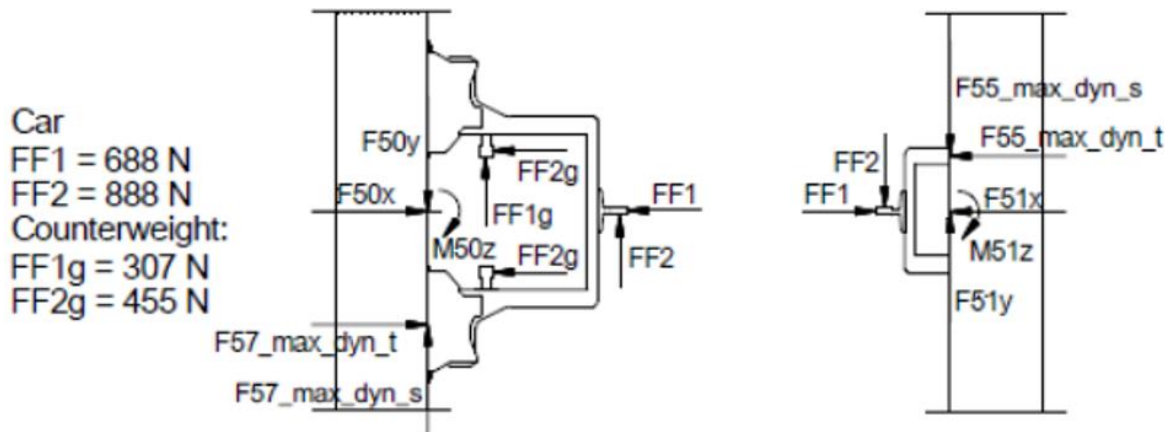 Car
FF1 = 688 N
FF2 = 888 N
Counterweight:
FF1g = 307 N
FF2g = 455 N
F50y
F50x
M50z
FF2g
FF1g
FF2g
FF1
FF2
F57_max_dyn_t
F57_max_dyn_s
F55_max_dyn_s
F55_max_dyn_t
FF2
FF1
F51x
M51z
F51y